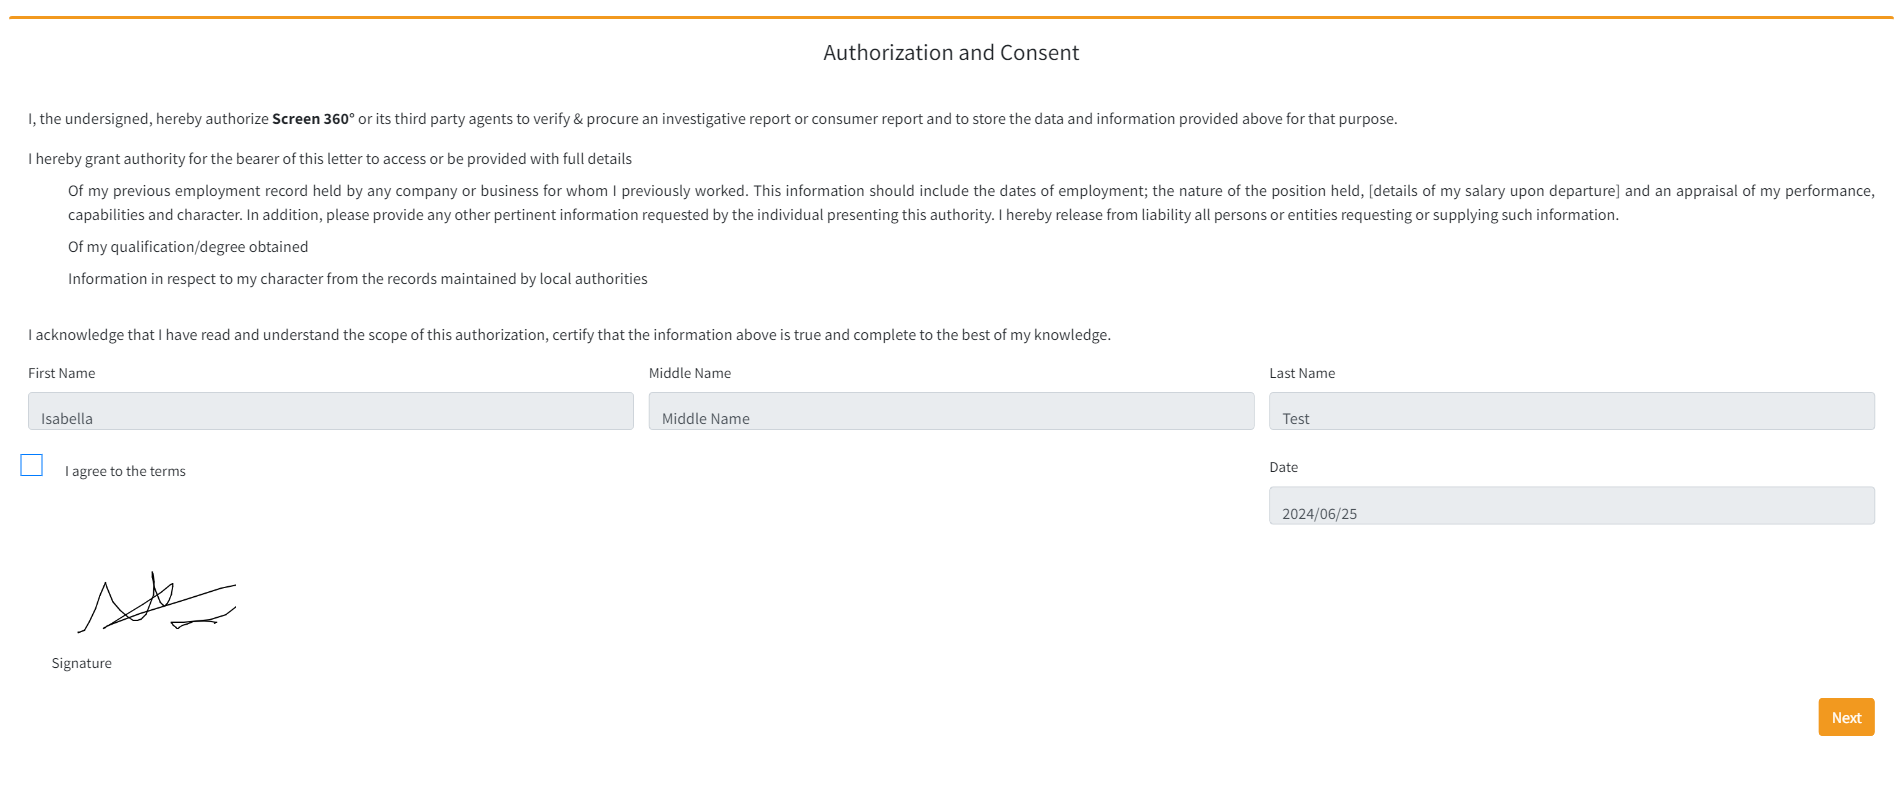 Authorization and Consent
I, the undersigned, hereby authorize Screen 360° or its third party agents to verify & procure an investigative report or consumer report and to store the data and information provided above for that purpose.
I hereby grant authority for the bearer of this letter to access or be provided with full details
Of my previous employment record held by any company or business for whom I previously worked. This information should include the dates of employment; the nature of the position held, [details of my salary upon departure] and an appraisal of my performance,
capabilities and character. In addition, please provide any other pertinent information requested by the individual presenting this authority. I hereby release from liability all persons or entities requesting or supplying such information.
Of my qualification/degree obtained
Information in respect to my character from the records maintained by local authorities
I acknowledge that I have read and understand the scope of this authorization, certify that the information above is true and complete to the best of my knowledge.
First Name
Middle Name
Last Name
Isabella
Middle Name
Test
I agree to the terms
Date
2024/06/25
Signature
Next